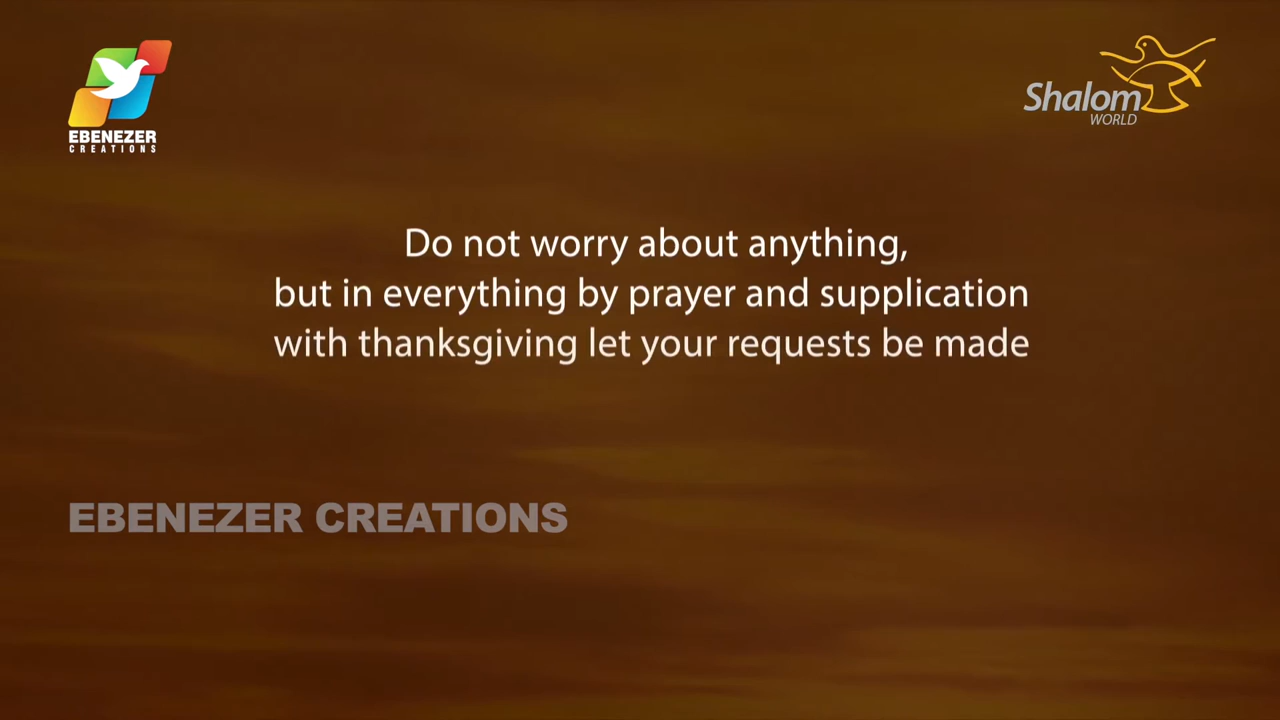 EBENEZER
CREATIONS
Shalom
WORLD
Do not worry about anything,
but in everything by prayer and supplication
with thanksgiving let your requests be made
EBENEZER CREATIONS